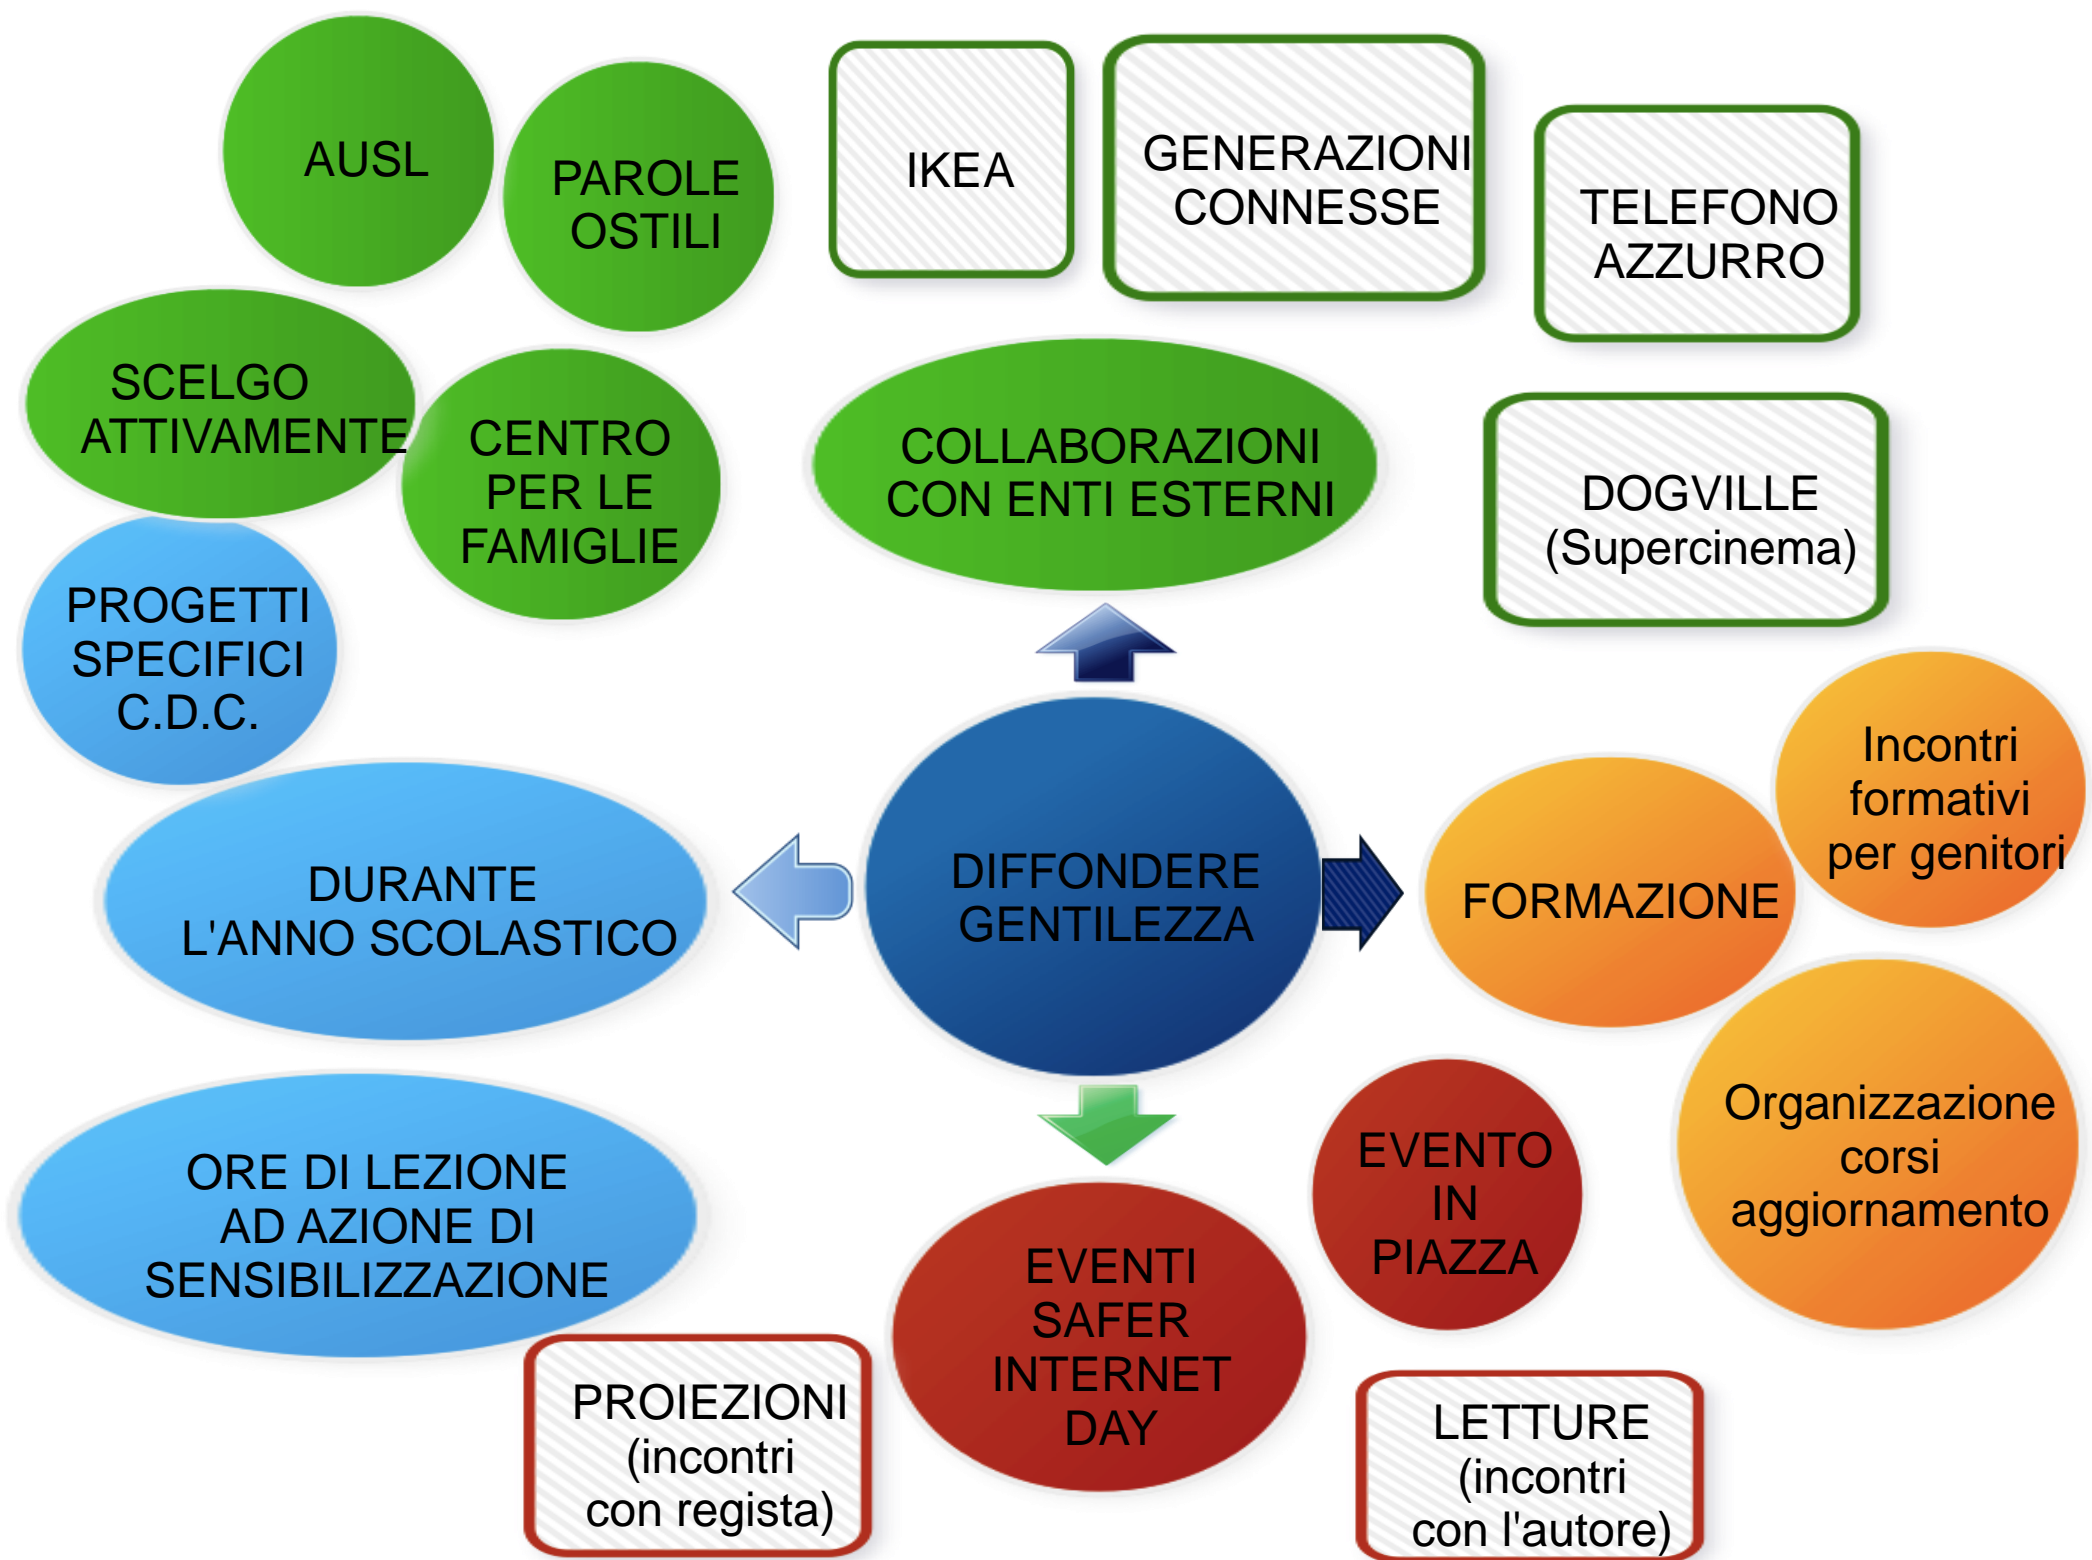 AUSL
PAROLE
OSTILI
IKEA
GENERAZIONI
CONNESSE
TELEFONO
AZZURRO
SCELGO
ATTIVAMENTE
CENTRO
PER LE
FAMIGLIE
COLLABORAZIONI
CON ENTI ESTERNI
DOGVILLE
(Supercinema)
PROGETTI
SPECIFICI
C.D.C.
DURANTE
L'ANNO SCOLASTICO
DIFFONDERE
GENTILEZZA
FORMAZIONE
Incontri
formativi
per genitori
Organizzazione
corsi
aggiornamento
ORE DI LEZIONE
AD AZIONE DI
SENSIBILIZZAZIONE
EVENTI
SAFER
INTERNET
DAY
EVENTO
IN
PIAZZA
PROIEZIONI
(incontri
con regista)
LETTURE
(incontri
con l'autore)